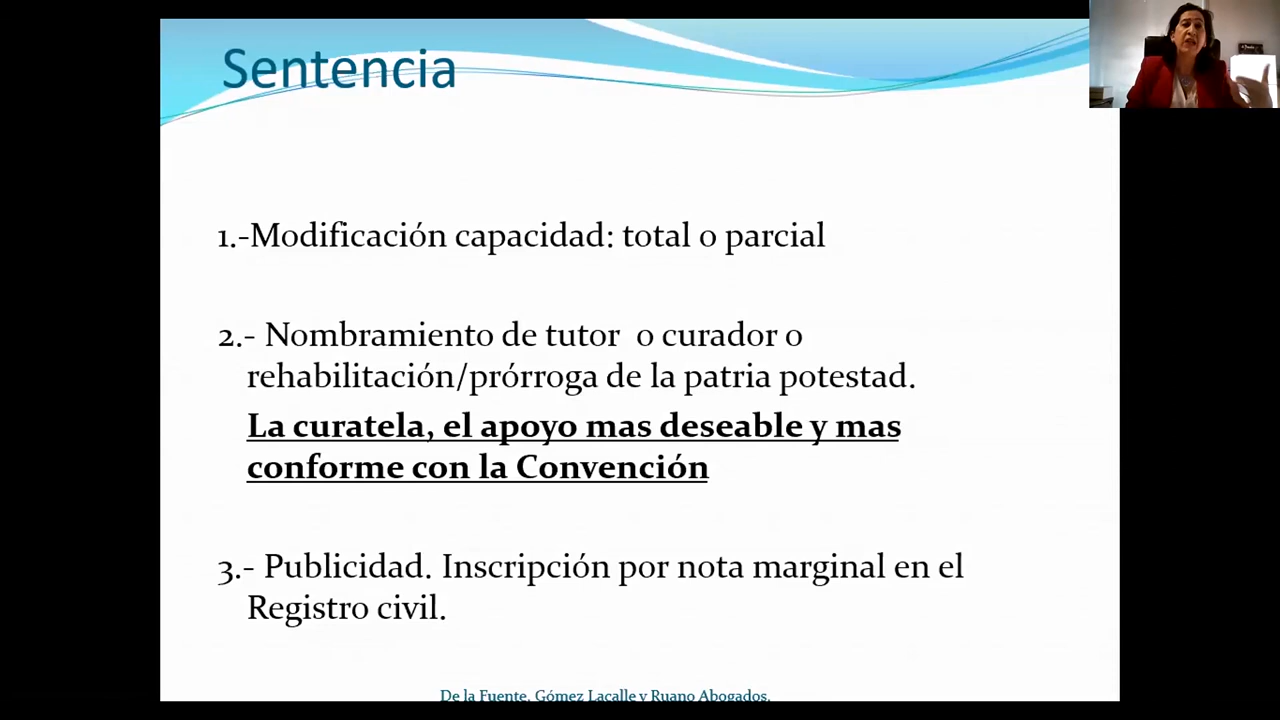 Sentencia
1.-Modificación capacidad: total o parcial
2.- Nombramiento de tutor o curador o
rehabilitación/prórroga de la patria potestad.
La curatela, el apoyo mas deseable y mas
conforme con la Convención
3.- Publicidad. Inscripción por nota marginal en el
Registro civil.
De la Fuente, Gómez Lacalle y Ruano Abogados.